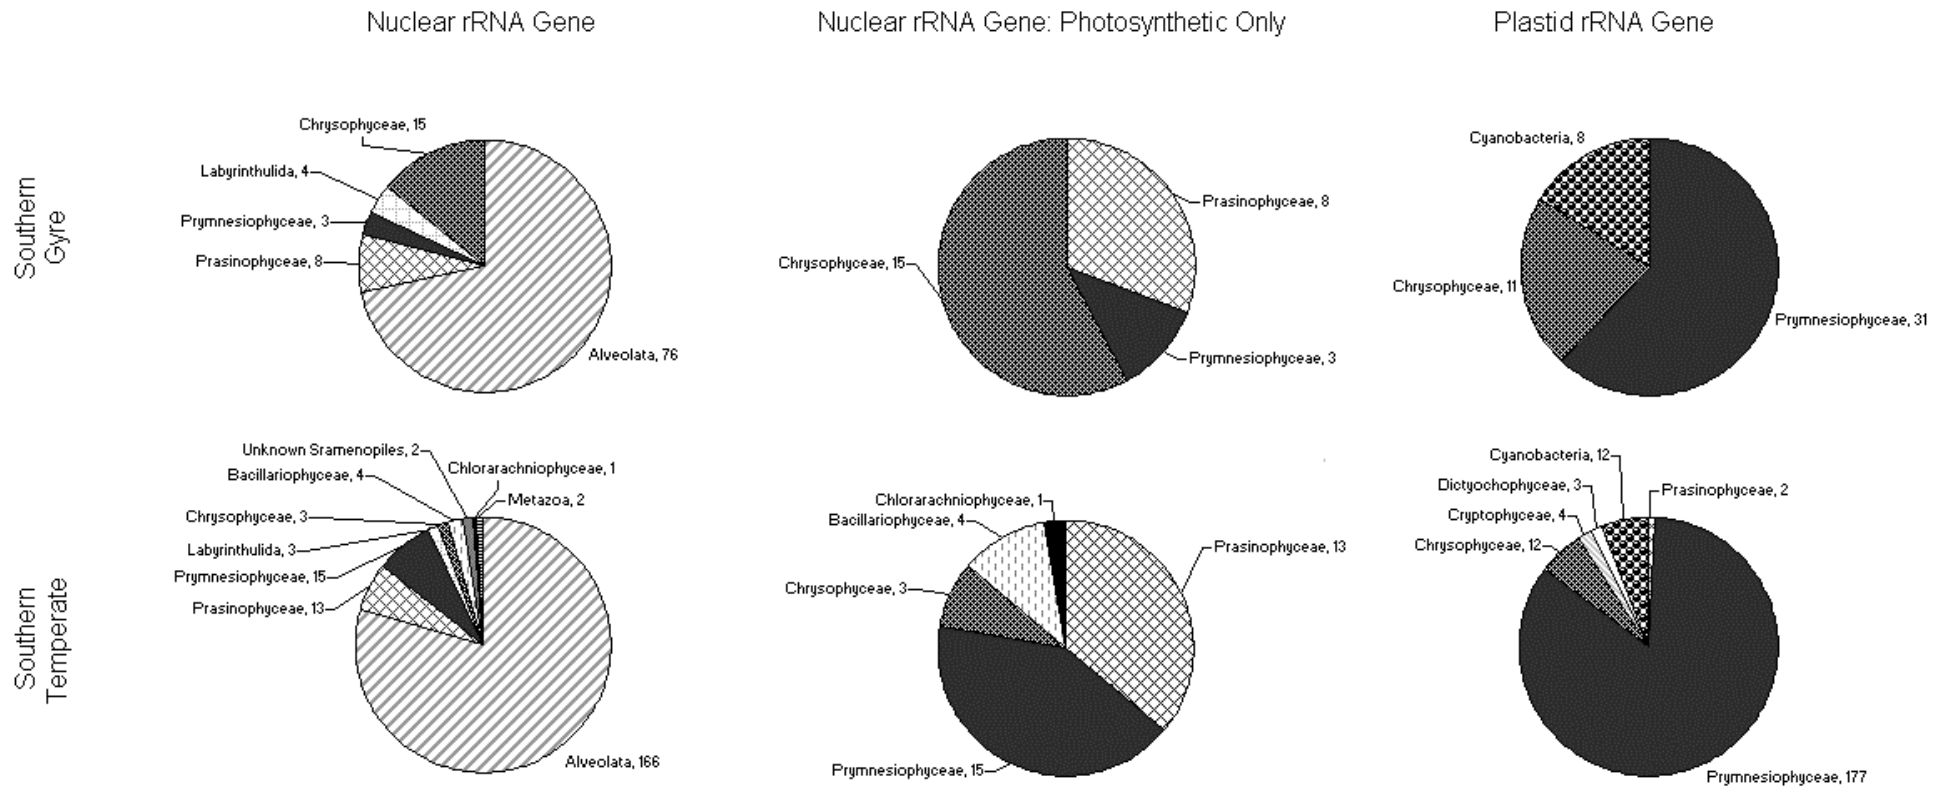 Nuclear rRNA Gene
Nuclear rRNA Gene: Photosynthetic Only
Plastid rRNA Gene
Southern
Gyre
Chrysophyceae, 15
Labyrinthulida, 4
Prymnesiophyceae, 3
Prasinophyceae, 8
Alveolata, 76
Prasinophyceae, 8
Chrysophyceae, 15
Prymnesiophyceae, 3
Cyanobacteria, 8
Chrysophyceae, 11
Prymnesiophyceae, 31
Southern
Temperate
Unknown Sramenopiles, 2
Chlorarachniophyceae, 1
Bacillariophyceae, 4
Metazoa, 2
Chrysophyceae, 3
Labyrinthulida, 3
Prymnesiophyceae, 15
Prasinophyceae, 13
Alveolata, 166
Chlorarachniophyceae, 1
Bacillariophyceae, 4
Prasinophyceae, 13
Chrysophyceae, 3
Prymnesiophyceae, 15
Cyanobacteria, 12
Dictyochophyceae, 3
Prasinophyceae, 2
Cryptophyceae, 4
Chrysophyceae, 12
Prymnesiophyceae, 177